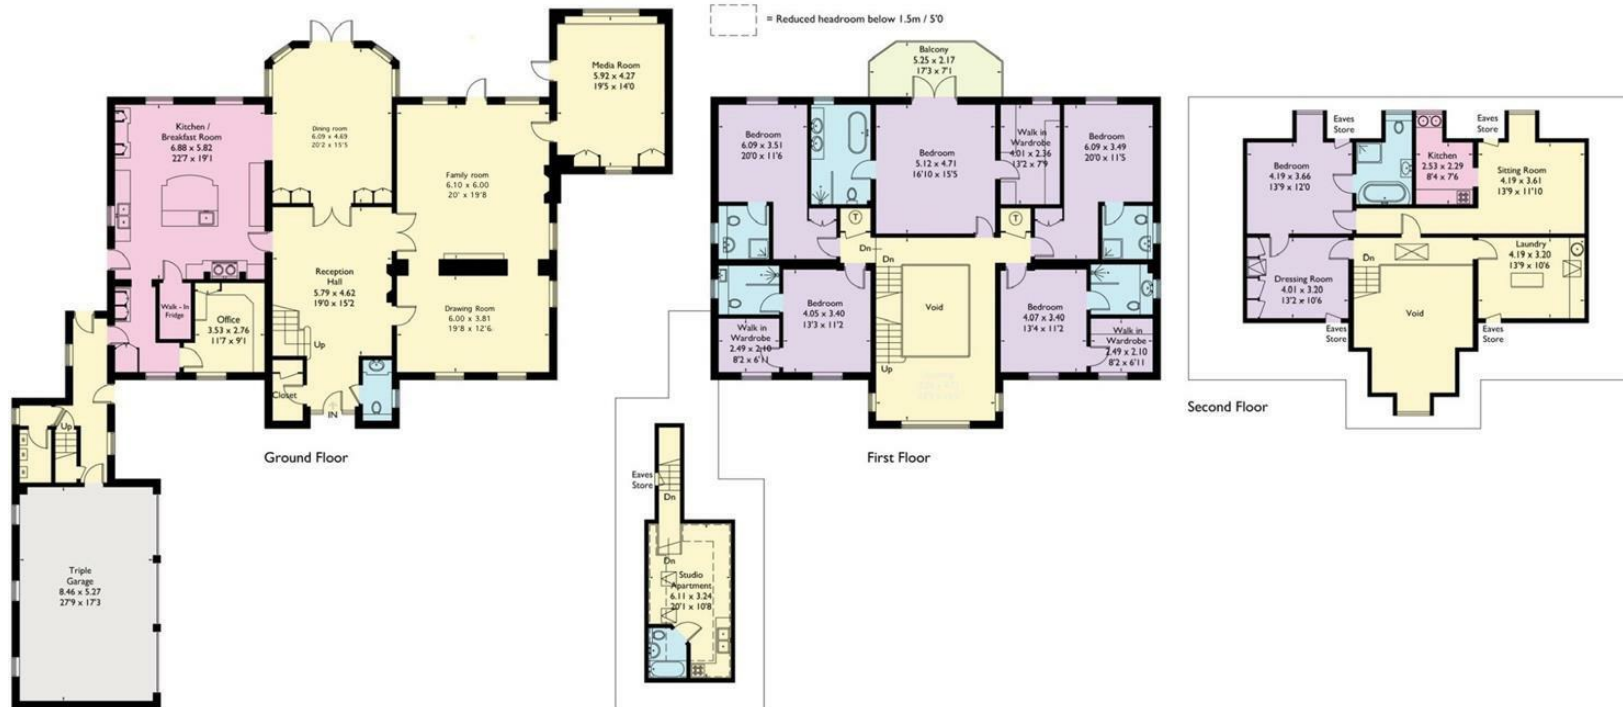 = Reduced headroom below 1.5m / 5'0
Media Room
5.92 x 4.27
19'5 x 14'0
Kitchen /
Breakfast Room
6.88 x 5.82
22'7 x 19'1
Dining room
6.09 x 4.69
20'2 x 15'5
Family room
6.10 x 6.00
20' x 19'8
Reception
Hall
5.79 x 4.62
19'0 x 15'2
Drawing Room
6.00 x 3.81
19'8 x 12'6
Walk - In
Fridge
Office
3.53 x 2.76
11'7 x 9'1
Up
Closet
IN
Up
Triple
Garage
8.46 x 5.27
27'9 x 17'3
Ground Floor
Balcony
5.25 x 2.17
17'3 x 7'1
Bedroom
6.09 x 3.51
20'0 x 11'6
Bedroom
5.12 x 4.71
16'10 x 15'5
Walk in
Wardrobe
4.01 x 2.36
13'2 x 7'9
Bedroom
6.09 x 3.49
20'0 x 11'5
T
T
Dn
Dn
Void
Up
Bedroom
4.05 x 3.40
13'3 x 11'2
Walk in
Wardrobe
2.49 x 2.10
8'2 x 6'11
Bedroom
4.07 x 3.40
13'4 x 11'2
Walk in
Wardrobe
2.49 x 2.10
8'2 x 6'11
First Floor
Eaves
Store
Dn
Dn
Studio
Apartment
6.11 x 3.24
20'1 x 10'8
Eaves
Store
Eaves
Store
Bedroom
4.19 x 3.66
13'9 x 12'0
Kitchen
2.53 x 2.29
8'4 x 7'6
Sitting Room
4.19 x 3.61
13'9 x 11'10
Dressing Room
4.01 x 3.20
13'2 x 10'6
Dn
Laundry
4.19 x 3.20
13'9 x 10'6
Void
Eaves
Store
Eaves
Store
Second Floor